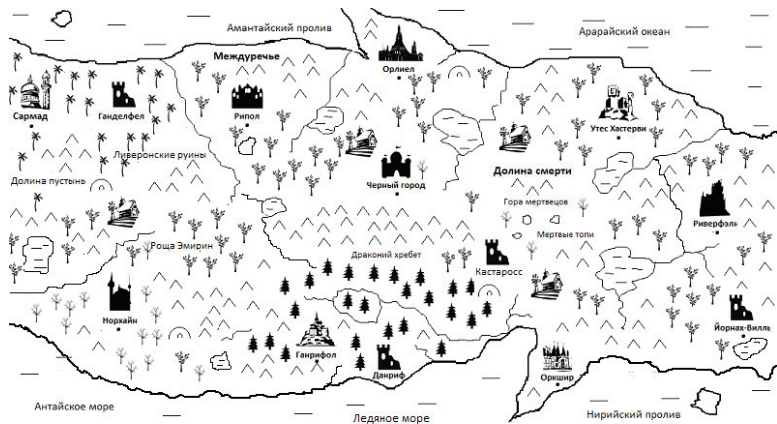 Амантайский пролив
Арарайский океан
Междуречье
Орлиел
Сармад
Ганделфел
Рипол
Утес Хастерви
Ливеронские руины
Долина пустынь
Черный город
Долина смерти
Гора мертвецов
Риверфэлн
Мертвые топи
Роща Эмирин
Драконий хребет
Кастаросс
Норхайн
Ганрифол
Данриф
Йорнах-Вилль
Оркшир
Антайское море
Ледяное море
Нирийский пролив